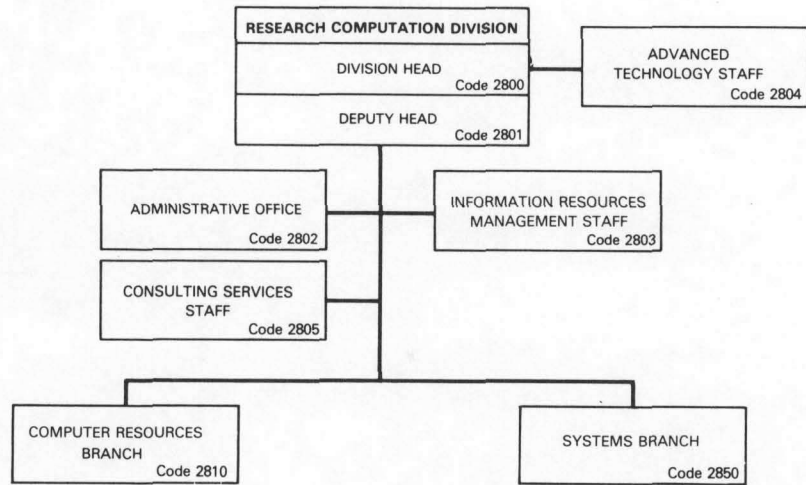 RESEARCH COMPUTATION DIVISION
DIVISION HEAD
Code 2800
DEPUTY HEAD
Code 2801
ADVANCED
TECHNOLOGY STAFF
Code 2804
ADMINISTRATIVE OFFICE
Code 2802
INFORMATION RESOURCES
MANAGEMENT STAFF
Code 2803
CONSULTING SERVICES
STAFF
Code 2805
COMPUTER RESOURCES
BRANCH
Code 2810
SYSTEMS BRANCH
Code 2850